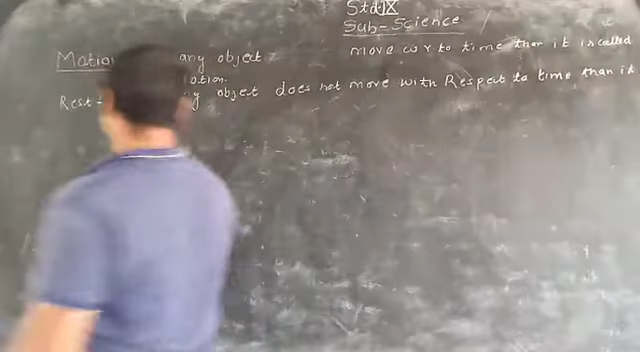 Std IX
Sub-Science
Motio any object move w.r to time than it is called
otion.
Rest- object does not move with Respect to time than it